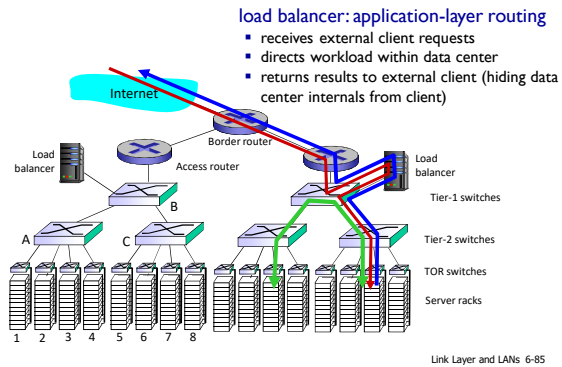 load balancer: application-layer routing
▪ receives external client requests
▪ directs workload within data center
▪ returns results to external client (hiding data
center internals from client)
Internet
Border router
Load
balancer
Access router
Load
balancer
Tier-1 switches
B
A
C
Tier-2 switches
TOR switches
Server racks
1 2 3 4 5 6 7 8
Link Layer and LANs 6-85